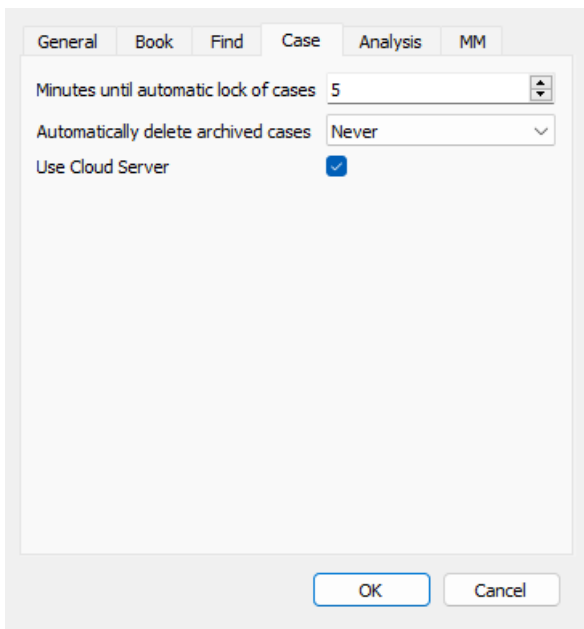 General Book Find Case Analysis MM
Minutes until automatic lock of cases 5
Automatically delete archived cases Never
Use Cloud Server
OK Cancel